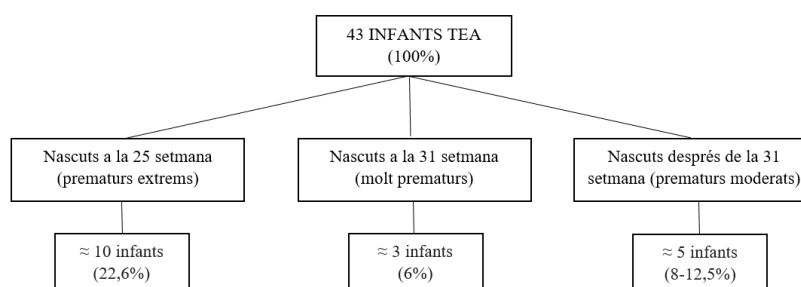 43 INFANTS TEA
(100%)
Nascuts a la 25 setmana
(prematurs extrems)
Nascuts a la 31 setmana
(molt prematurs)
Nascuts després de la 31
setmana (prematurs moderats)
≈ 10 infants
(22,6%)
≈ 3 infants
(6%)
≈ 5 infants
(8-12,5%)